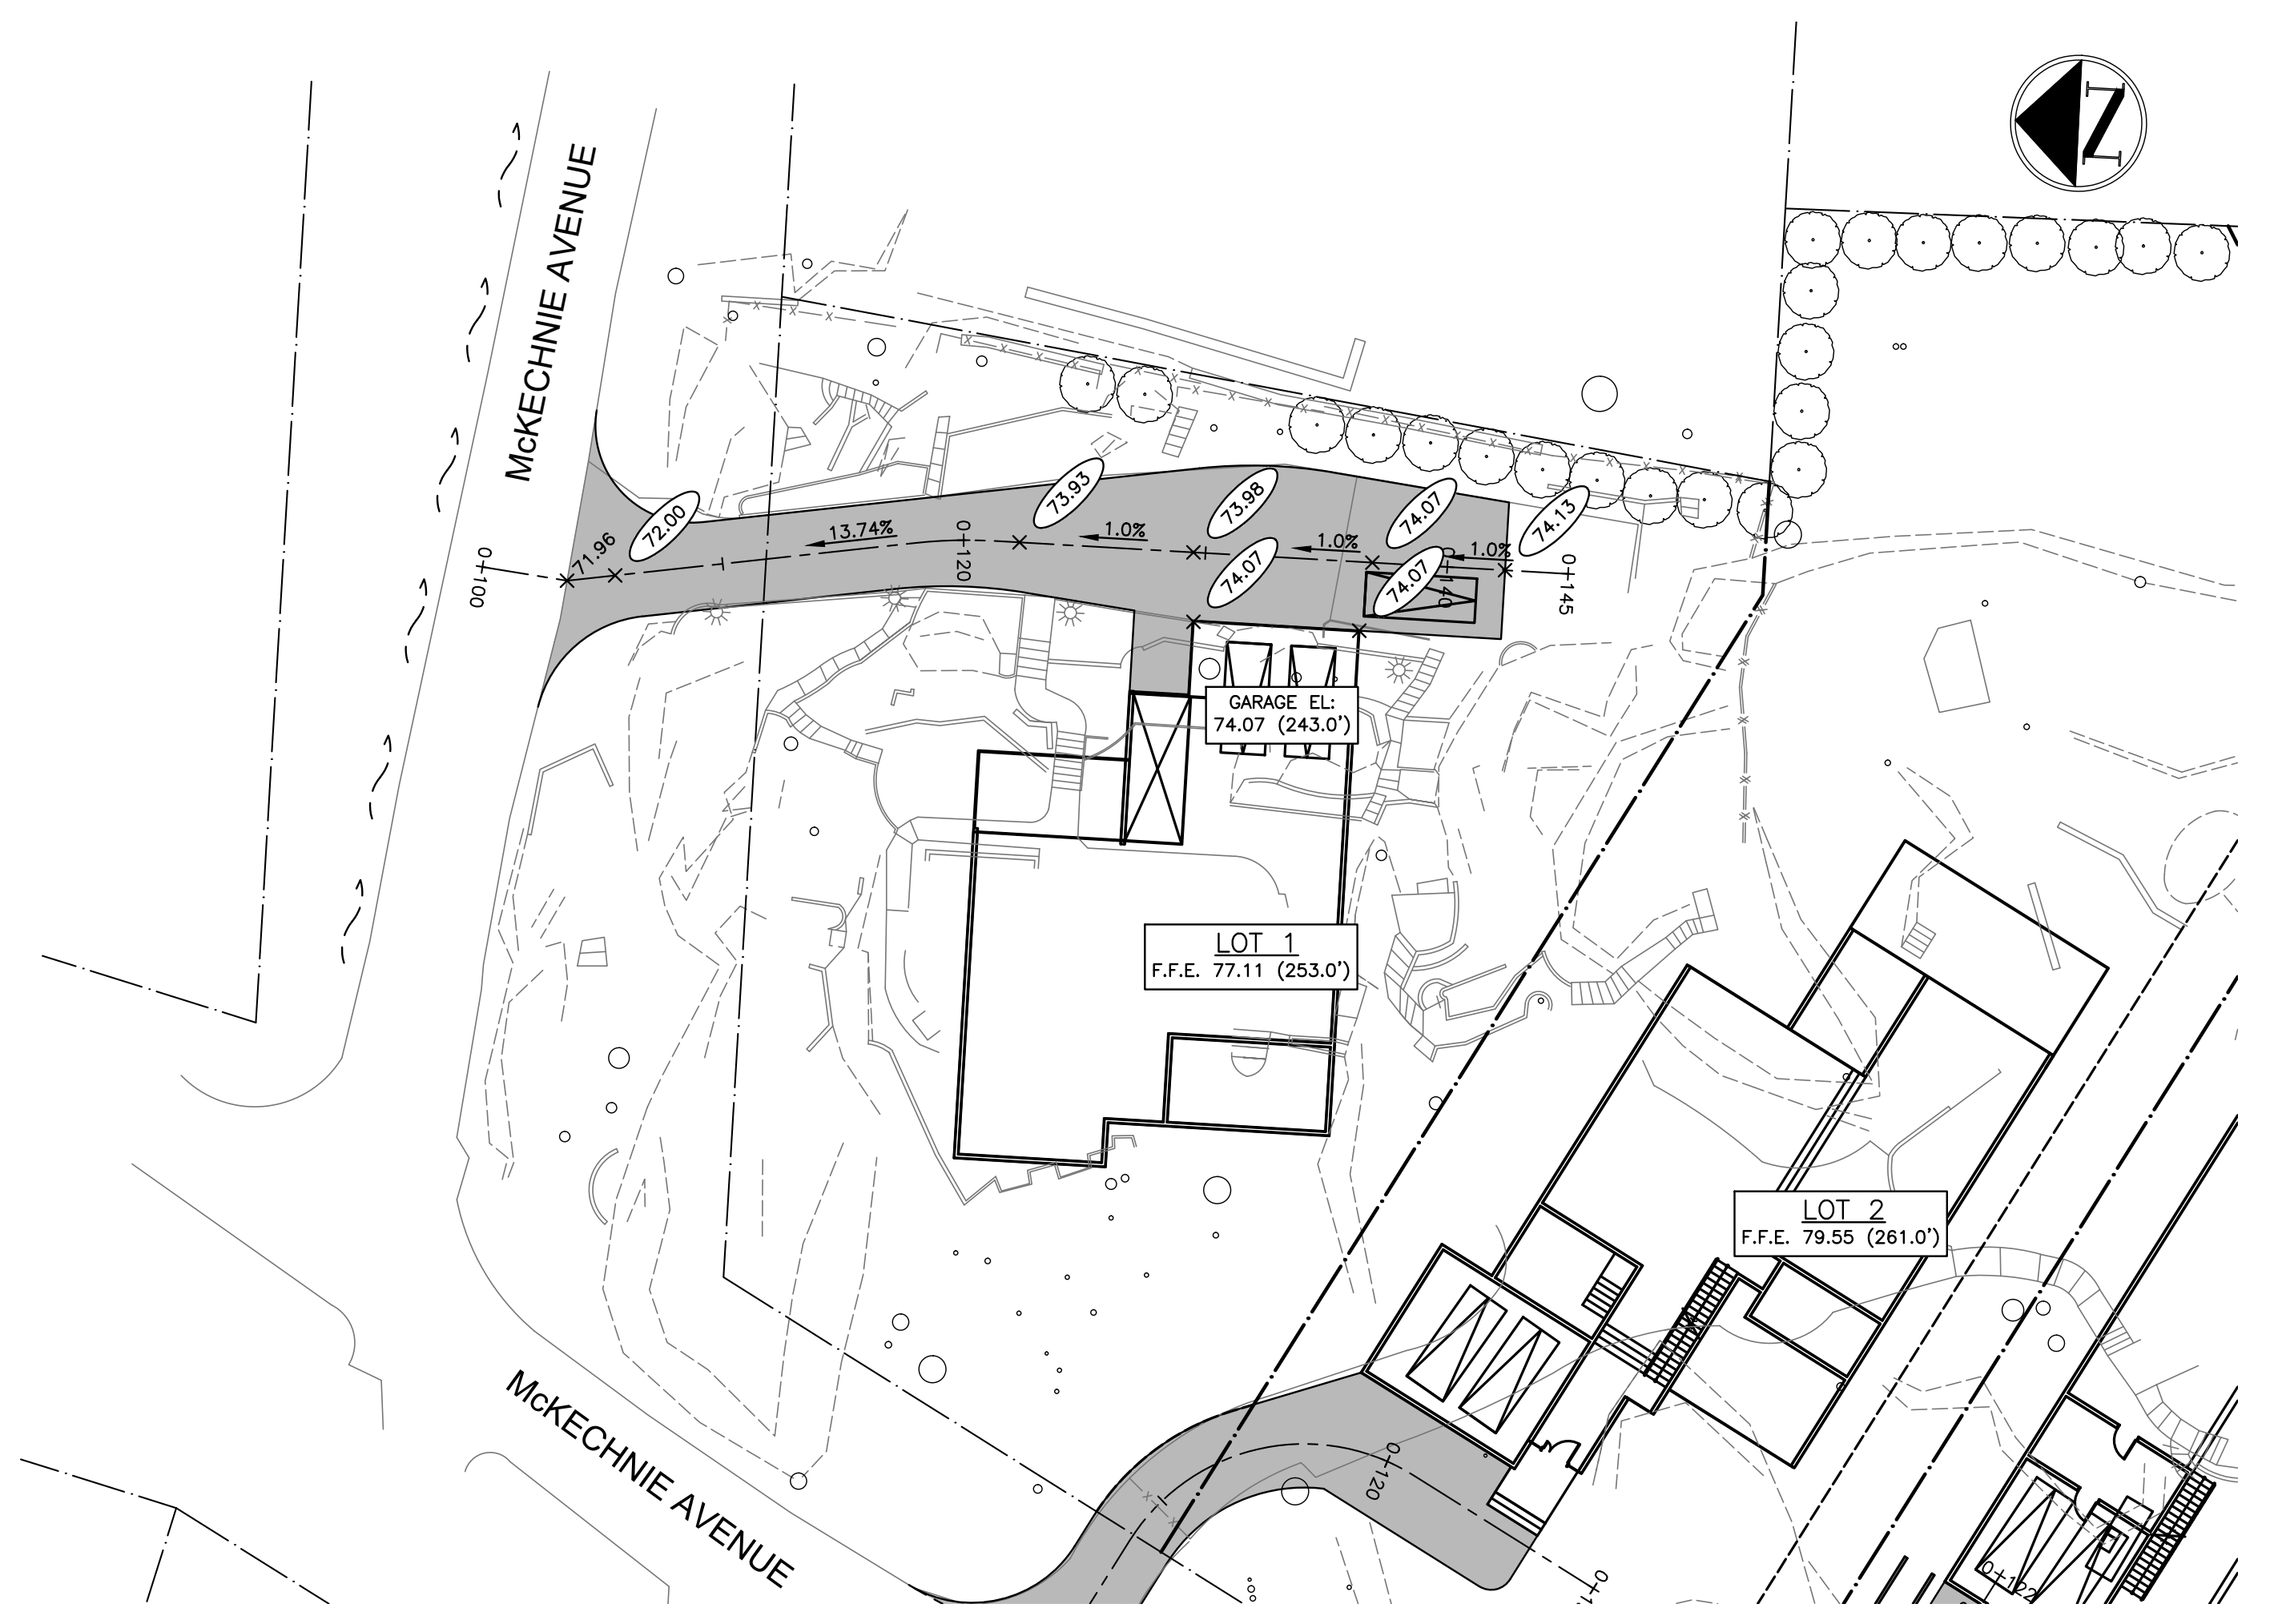 N
McKECHNIE AVENUE
0+100
71.96
72.00
13.74%
0+120
73.93
1.0%
73.98
74.07
1.0%
74.07
74.07
0+140
1.0%
74.13
0+145
GARAGE EL:
74.07 (243.0')
LOT 1
F.F.E. 77.11 (253.0')
LOT 2
F.F.E. 79.55 (261.0')
McKECHNIE AVENUE
0+120
0+122